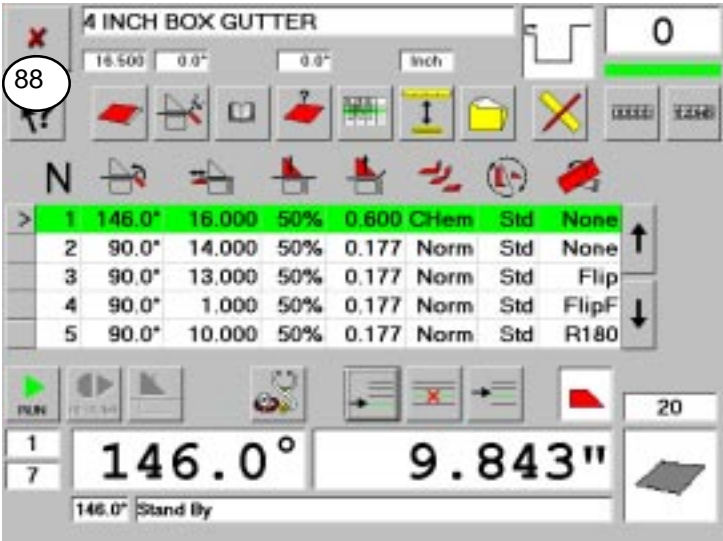 4 INCH BOX GUTTER
0
16.500 0.0° 0.0° Inch
88
N
> 1 146.0° 16.000 50% 0.600 CHem Std None
2 90.0° 14.000 50% 0.177 Norm Std None
3 90.0° 13.000 50% 0.177 Norm Std Flip
4 90.0° 1.000 50% 0.177 Norm Std FlipF
5 90.0° 10.000 50% 0.177 Norm Std R180
RUN
20
1
7
146.0° 9.843"
146.0° Stand By